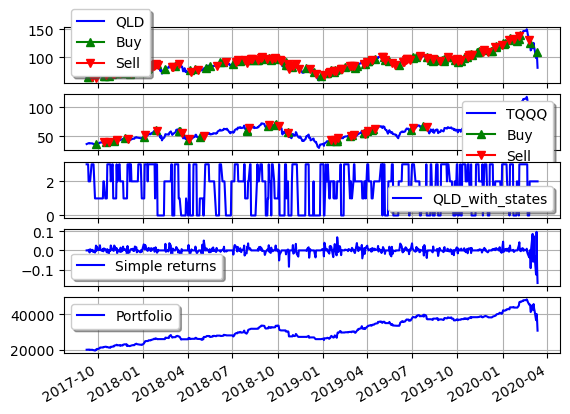 QLD
Buy
Sell
150
100
TQQQ
Buy
Sell
100
50
QLD_with_states
2
0
Simple returns
0.1
0.0
−0.1
Portfolio
40000
20000
2017-10
2018-01
2018-04
2018-07
2018-10
2019-01
2019-04
2019-07
2019-10
2020-01
2020-04